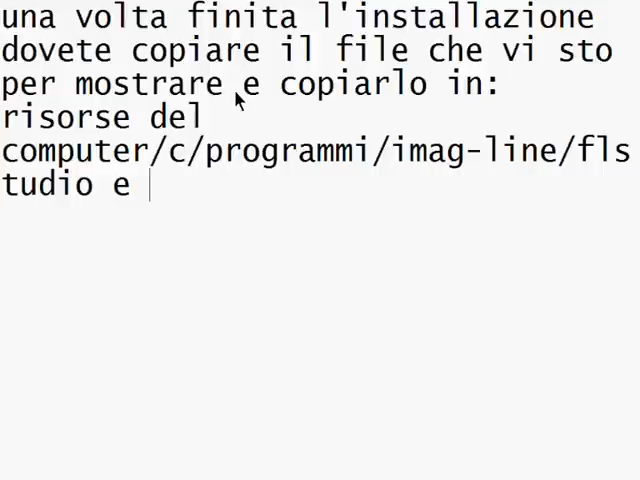 una volta finita l'installazione
dovete copiare il file che vi sto
per mostrare e copiarlo in:
risorse del
computer/c/programmi/imag-line/fls
tudio e